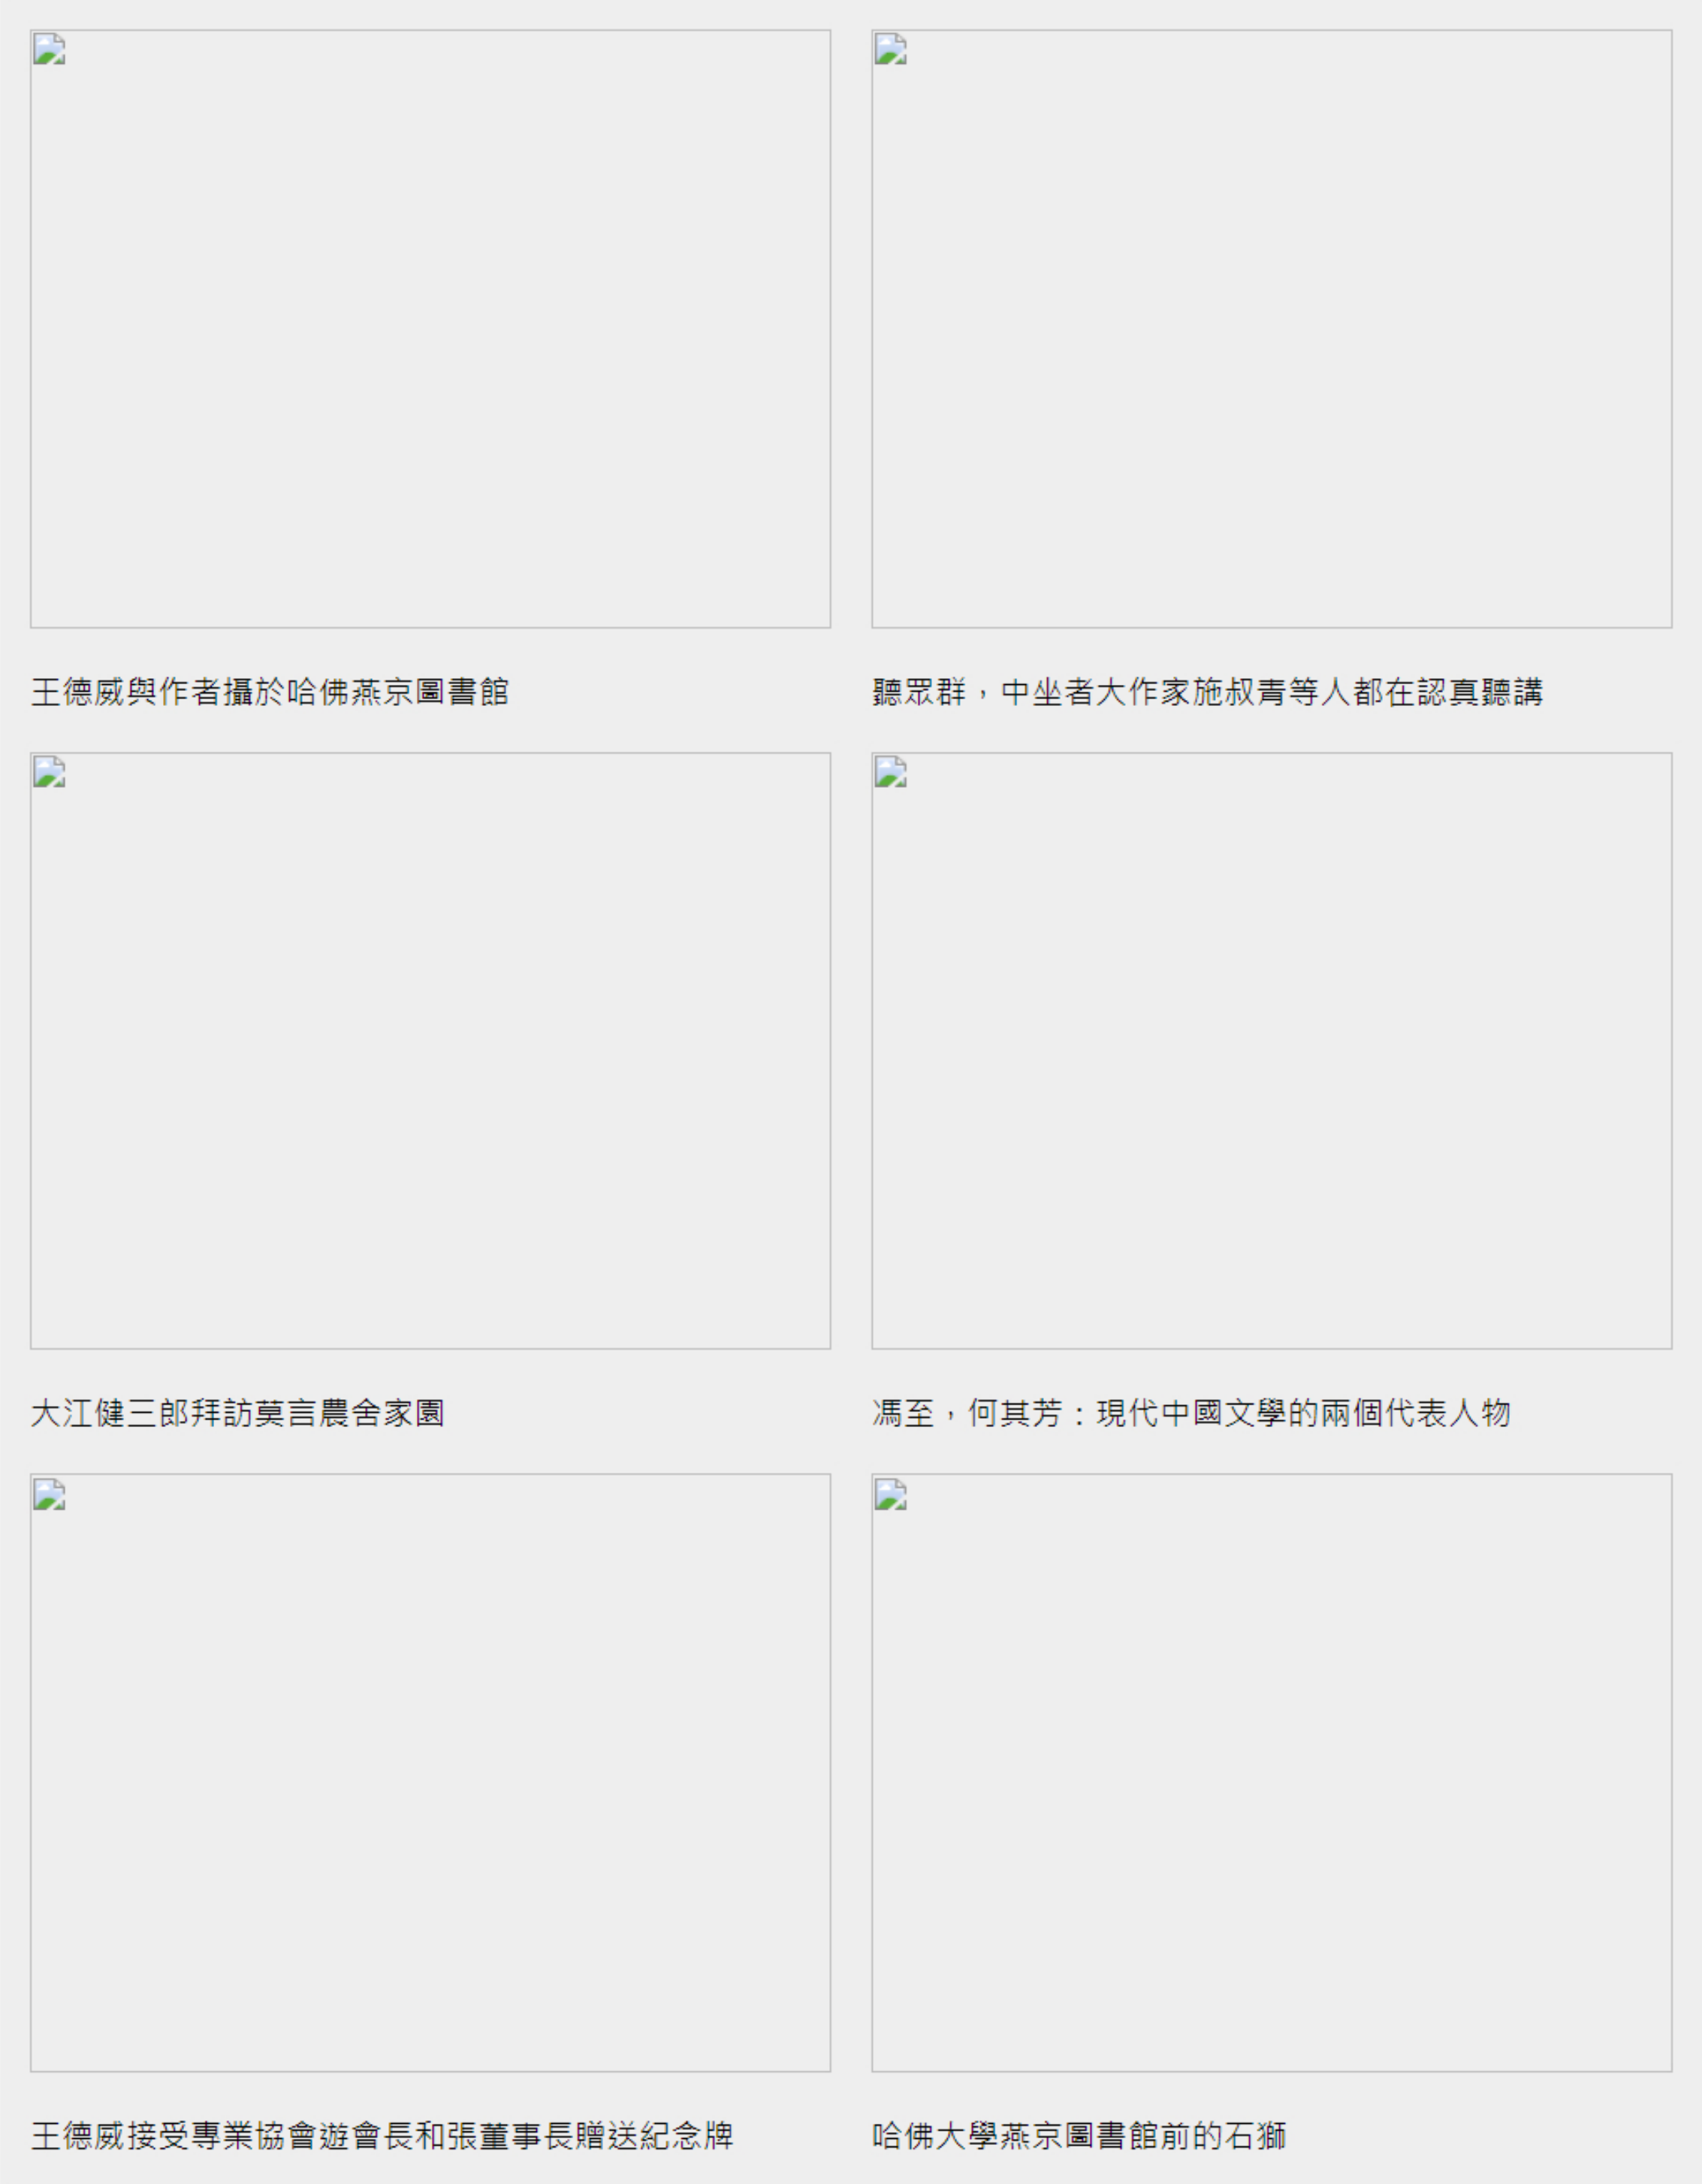 王德威與作者攝於哈佛燕京圖書館
聽眾群，中坐者大作家施叔青等人都在認真聽講
大江健三郎拜訪莫言農舍家園
馮至，何其芳：現代中國文學的兩個代表人物
王德威接受專業協會遊會長和張董事長贈送紀念牌
哈佛大學燕京圖書館前的石獅